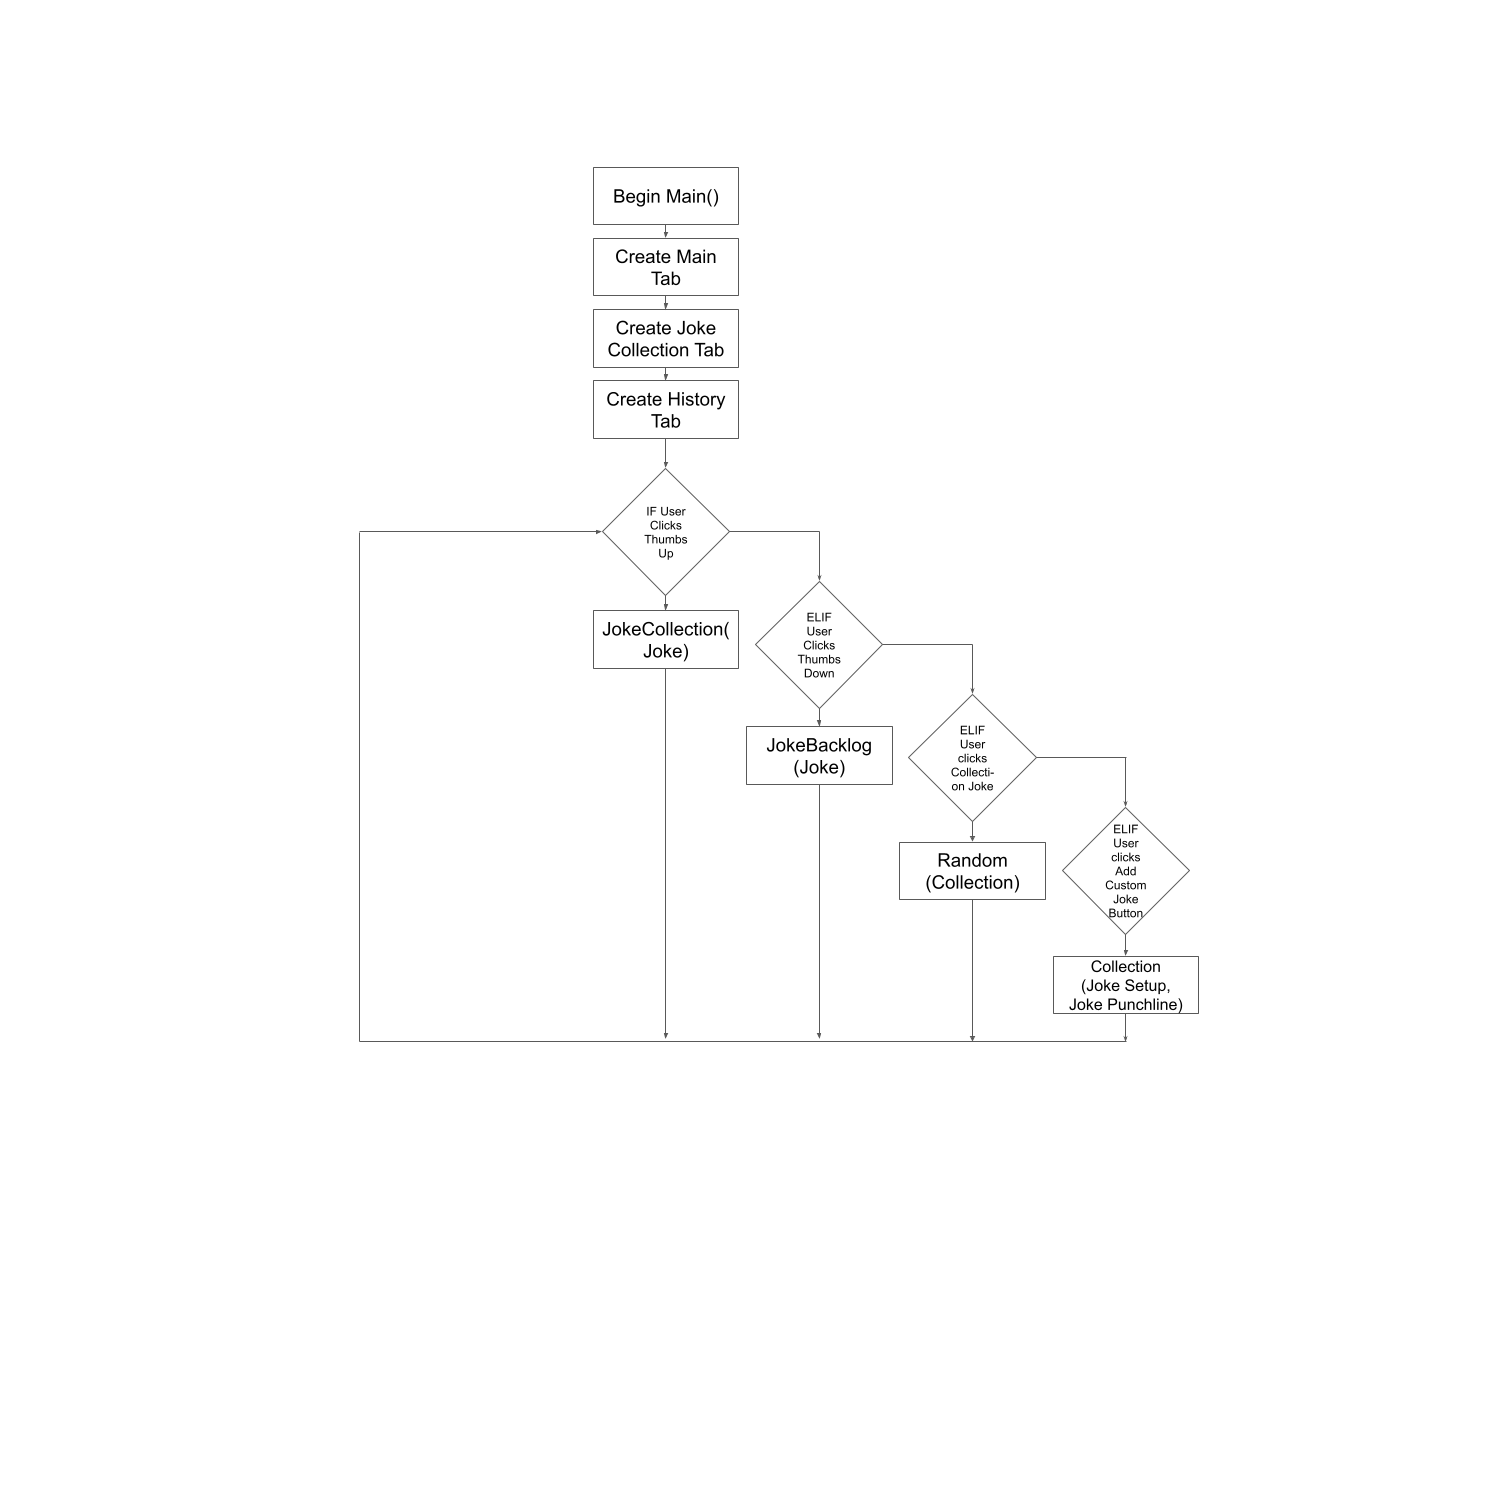 Begin Main()
Create Main
Tab
Create Joke
Collection Tab
Create History
Tab
IF User
Clicks
Thumbs
Up
JokeCollection(
Joke)
ELIF
User
Clicks
Thumbs
Down
JokeBacklog
(Joke)
ELIF
User
clicks
Collecti-
on Joke
Random
(Collection)
ELIF
User
clicks
Add
Custom
Joke
Button
Collection
(Joke Setup,
Joke Punchline)